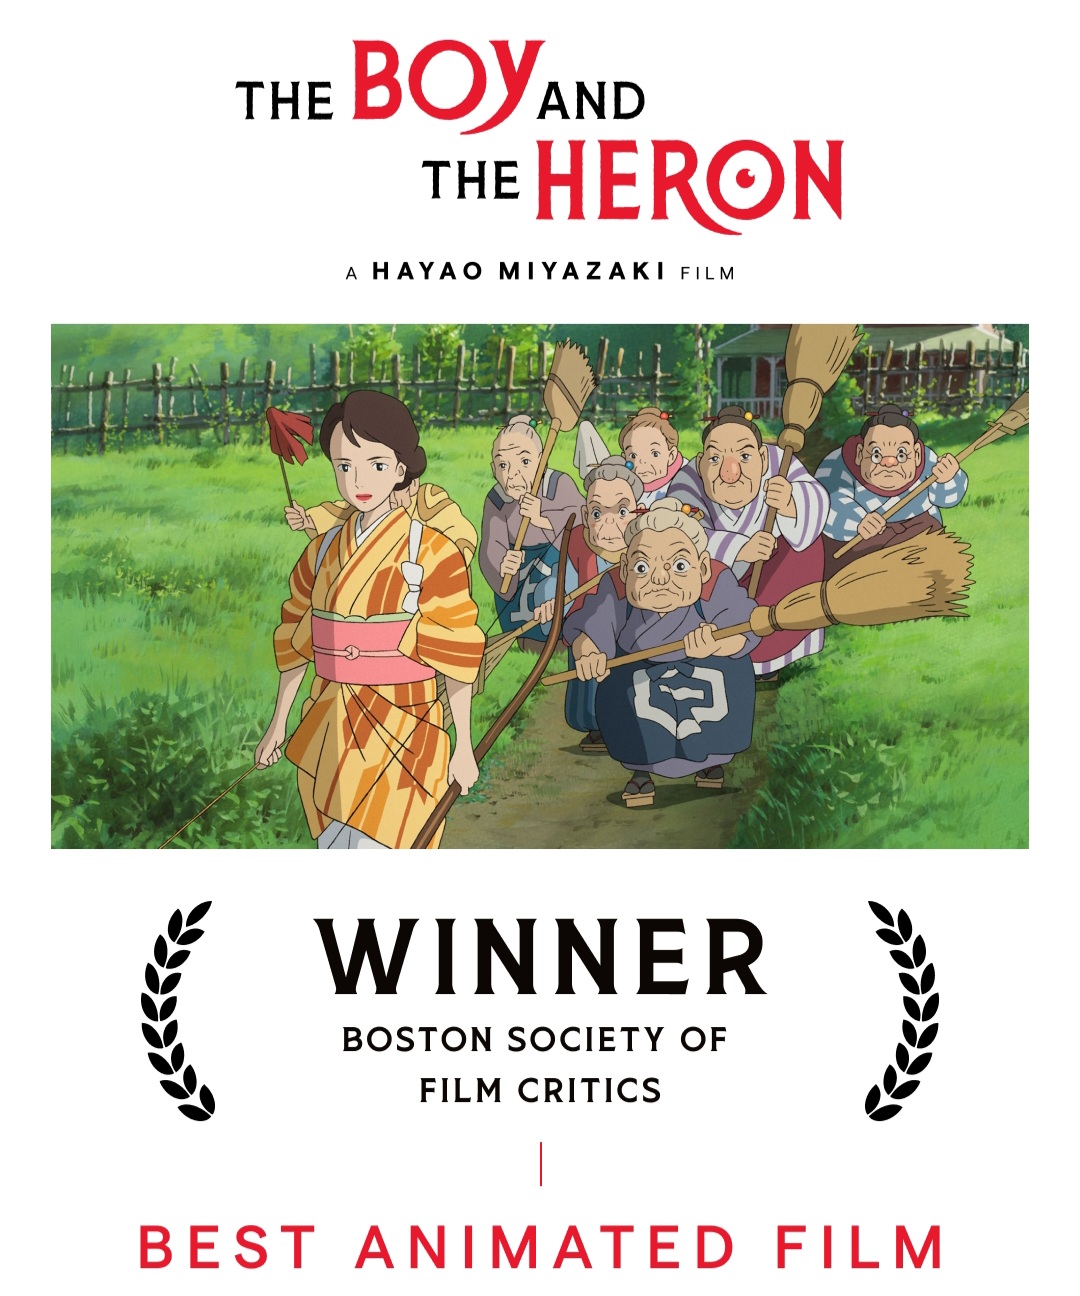 THE BOY AND
THE HERON
A HAYAO MIYAZAKI FILM
WINNER
BOSTON SOCIETY OF
FILM CRITICS
BEST ANIMATED FILM